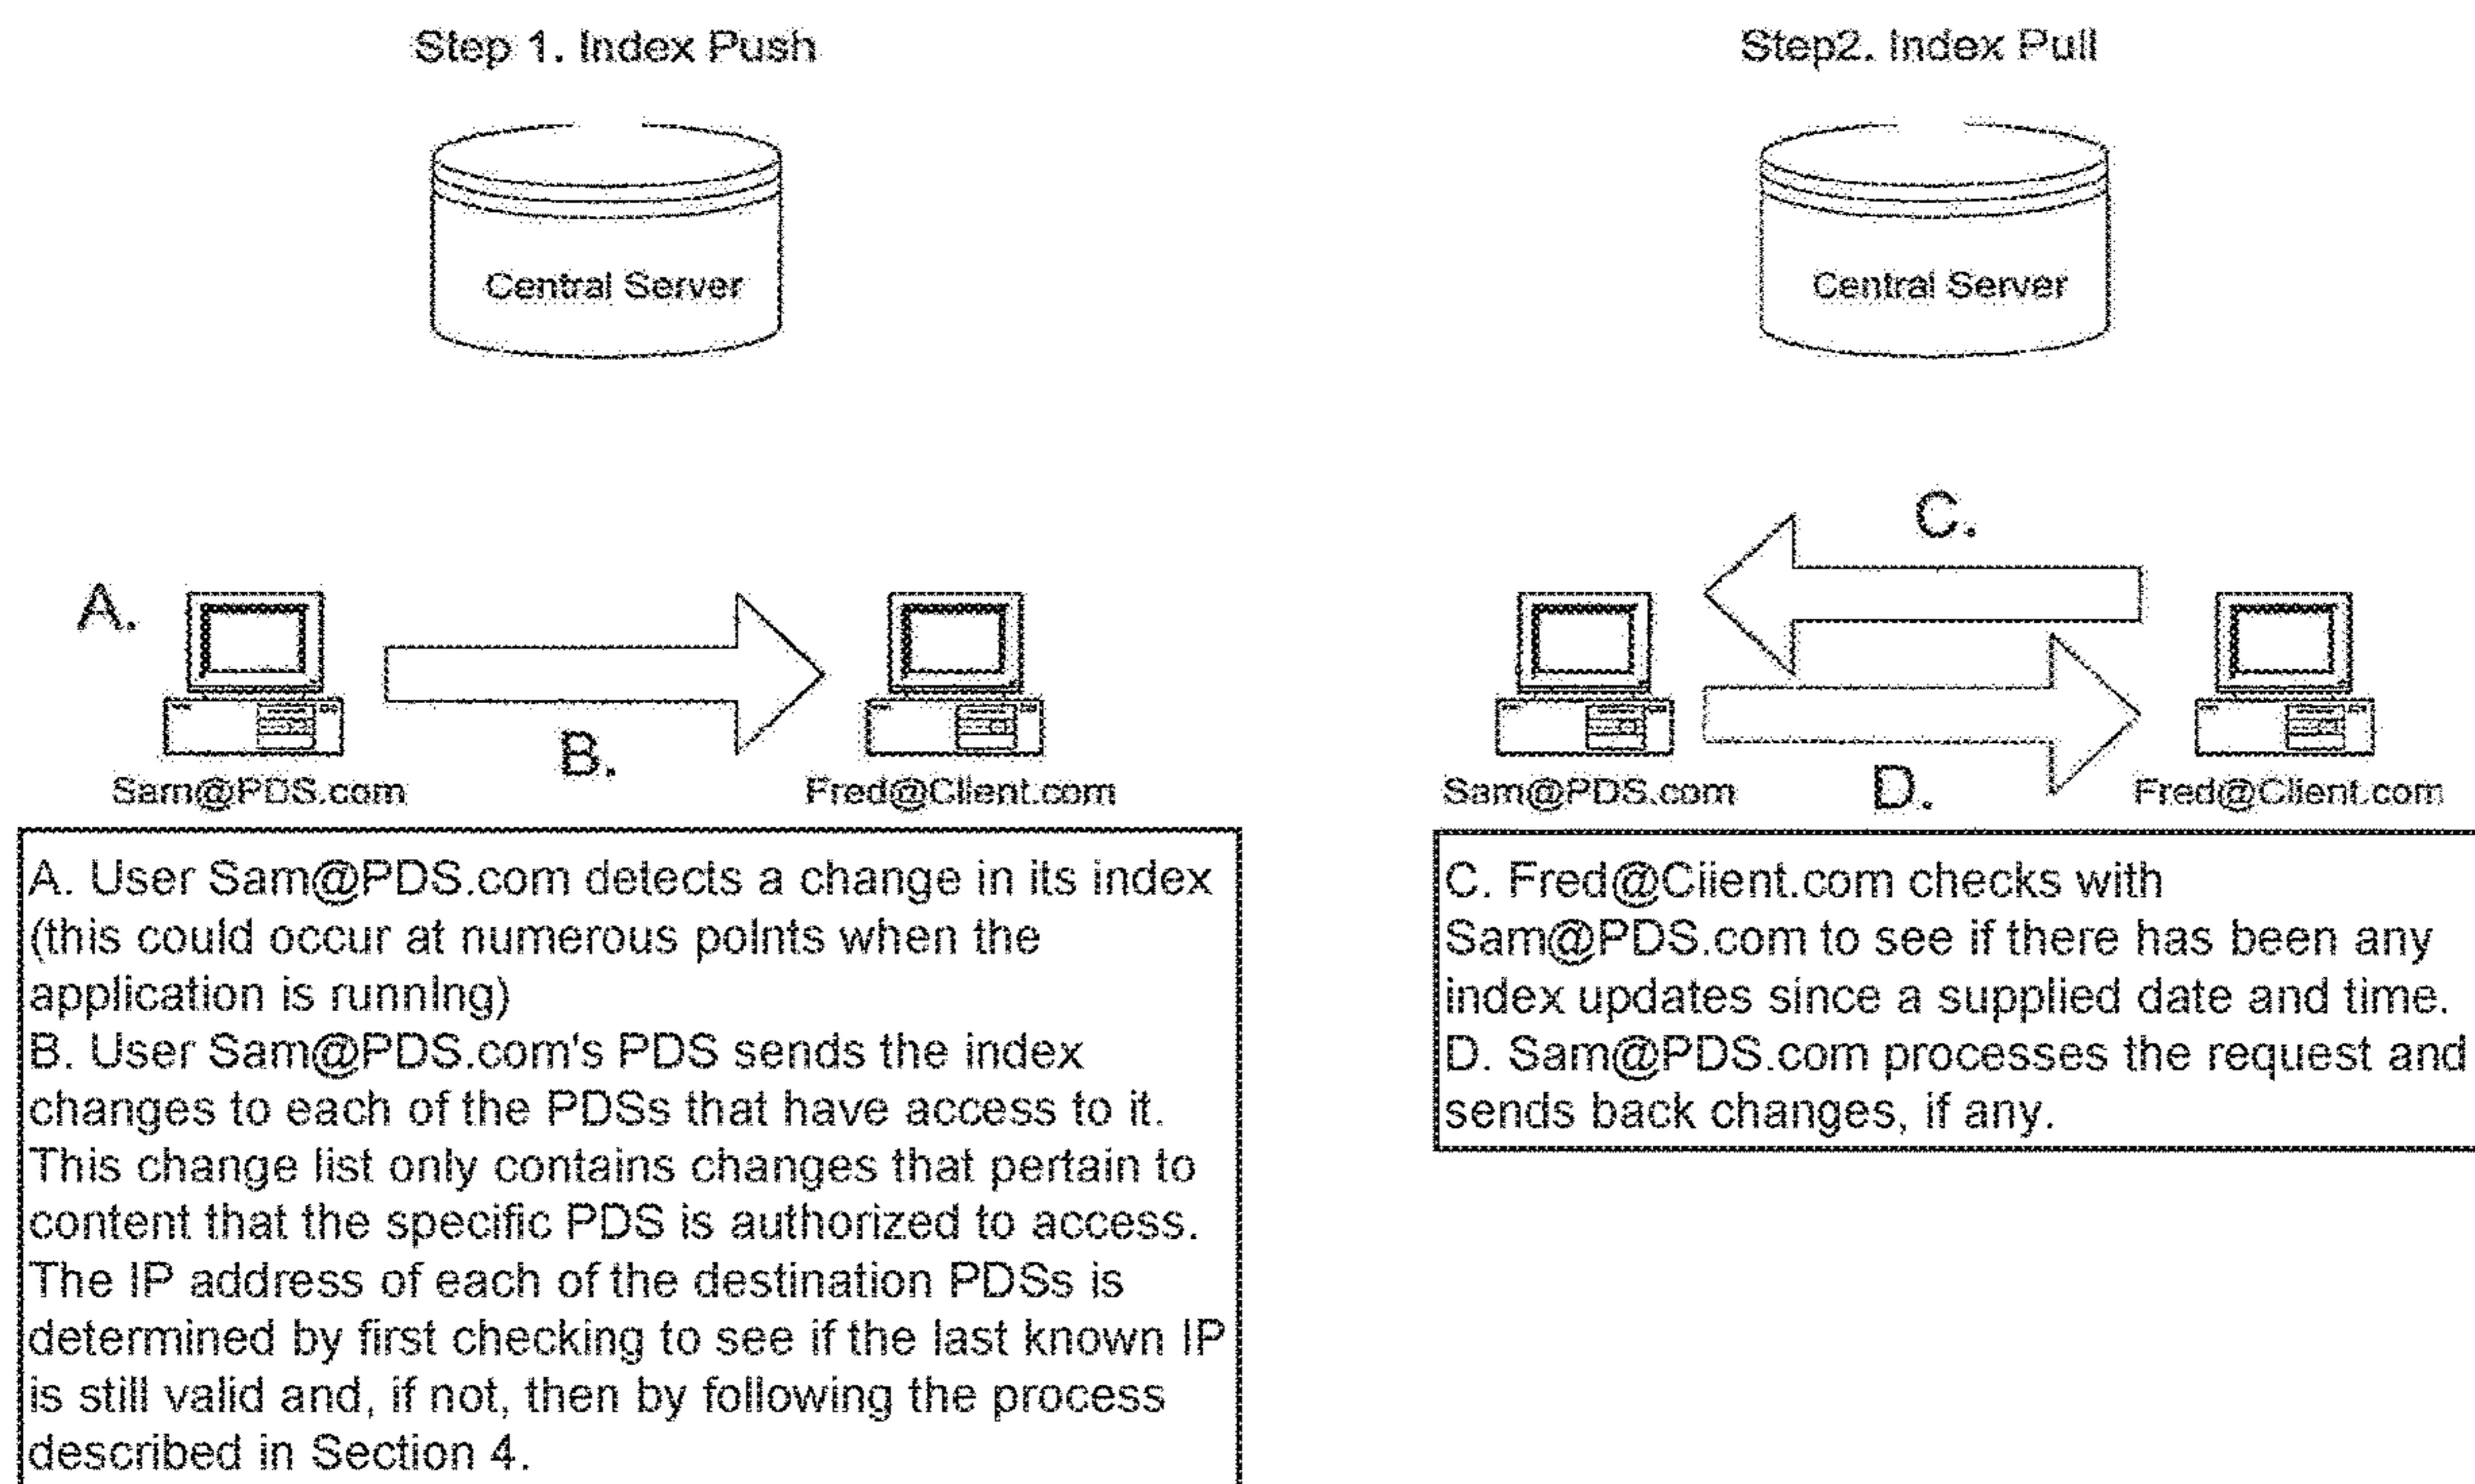 Step 1. Index Push
Central Server
A.
B.
Sam@PDS.com
Fred@Client.com
A. User Sam@PDS.com detects a change in its index
(this could occur at numerous points when the
application is running)
B. User Sam@PDS.com's PDS sends the index
changes to each of the PDSs that have access to it.
This change list only contains changes that pertain to
content that the specific PDS is authorized to access.
The IP address of each of the destination PDSs is
determined by first checking to see if the last known IP
is still valid and, if not, then by following the process
described in Section 4.
Step2. Index Pull
Central Server
C.
D.
Sam@PDS.com
Fred@Client.com
C. Fred@Client.com checks with
Sam@PDS.com to see if there has been any
index updates since a supplied date and time.
D. Sam@PDS.com processes the request and
sends back changes, if any.